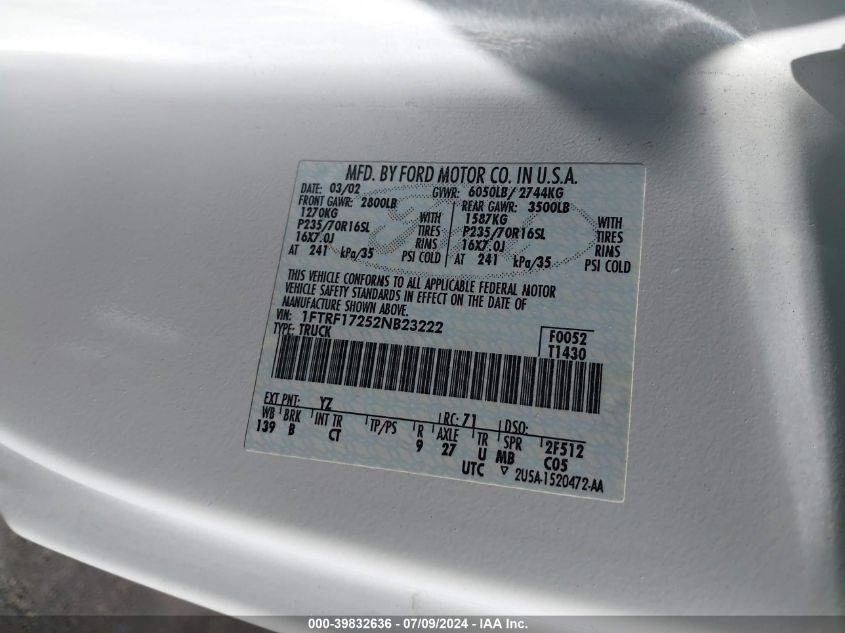 MFD. BY FORD MOTOR CO. IN U.S.A.
DATE: 03/02 GVWR: 6050LB/ 2744KG
FRONT GAWR: 2800LB REAR GAWR: 3500LB
1270KG WITH 1587KG WITH
P235/70R16SL TIRES P235/70R16SL TIRES
16X7.0J RIMS 16X7.0J RIMS
AT 241 kPa/35 PSI COLD AT 241 kPa/35 PSI COLD
THIS VEHICLE CONFORMS TO ALL APPLICABLE FEDERAL MOTOR
VEHICLE SAFETY STANDARDS IN EFFECT ON THE DATE OF
MANUFACTURE SHOWN ABOVE.
VIN: 1FTRF17252NB23222 F0052
TYPE: TRUCK T1430
EXT PNT: YZ RC: 71 DSO:
WB BRK INT TR TP/PS R AXLE TR SPR 2F512
139 B CT 9 27 U MB C05
UTC ▽ 2U5A-1520472-AA
000-39832636 - 07/09/2024 - IAA Inc.